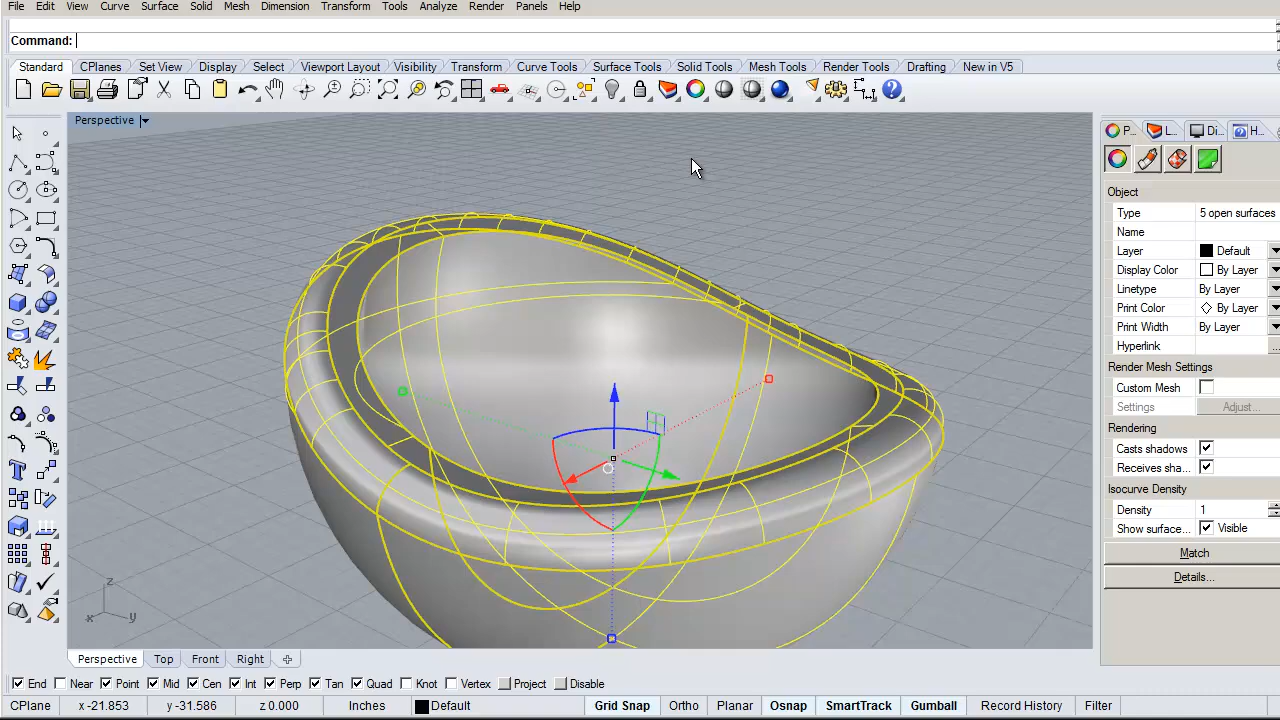 File Edit View Curve Surface Solid Mesh Dimension Transform Tools Analyze Render Panels Help
Command:
Standard CPlanes Set View Display Select Viewport Layout Visibility Transform Curve Tools Surface Tools Solid Tools Mesh Tools Render Tools Drafting New in V5
Perspective
P... L... Di... H...
Object
Type 5 open surfaces
Name
Layer Default
Display Color By Layer
Linetype By Layer
Print Color By Layer
Print Width By Layer
Hyperlink ...
Render Mesh Settings
Custom Mesh
Settings Adjust...
Rendering
Casts shadows
Receives sha...
Isocurve Density
Density 1
Show surface... Visible
Match
Details...
z
x y
Perspective Top Front Right
End Near Point Mid Cen Int Perp Tan Quad Knot Vertex Project Disable
CPlane x -21.853 y -31.586 z 0.000 Inches Default Grid Snap Ortho Planar Osnap SmartTrack Gumball Record History Filter